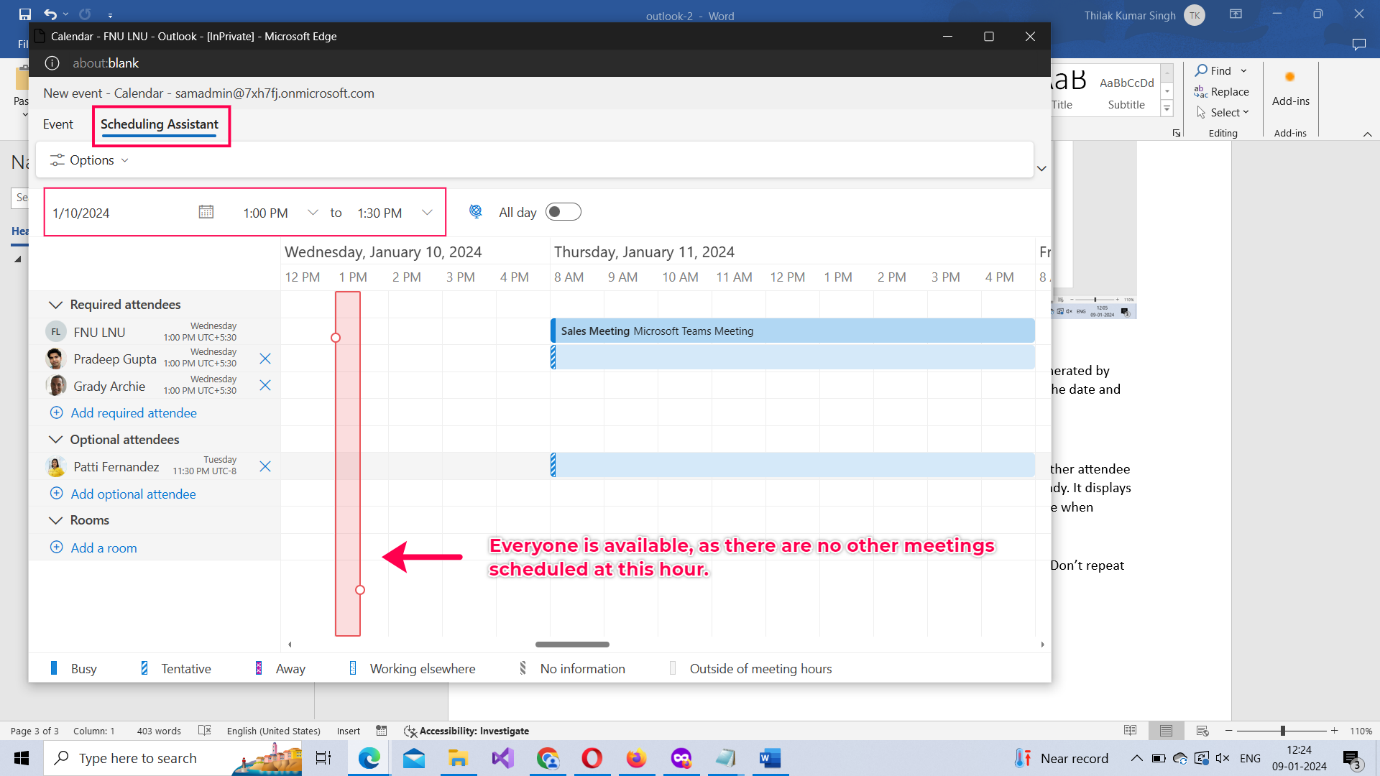 outlook-2 - Word
Thilak Kumar Singh
TK
Calendar - FNU LNU - Outlook - [InPrivate] - Microsoft Edge
about:blank
New event - Calendar - samadmin@7xh7fj.onmicrosoft.com
Event
Scheduling Assistant
Options
1/10/2024
1:00 PM
to
1:30 PM
All day
Wednesday, January 10, 2024
Thursday, January 11, 2024
Fr
12 PM 1 PM 2 PM 3 PM 4 PM 8 AM 9 AM 10 AM 11 AM 12 PM 1 PM 2 PM 3 PM 4 PM 8
Required attendees
FL
FNU LNU
Wednesday
1:00 PM UTC+5:30
Sales Meeting Microsoft Teams Meeting
Pradeep Gupta
Wednesday
1:00 PM UTC+5:30
Grady Archie
Wednesday
1:00 PM UTC+5:30
Add required attendee
Optional attendees
Patti Fernandez
Tuesday
11:30 PM UTC-8
Add optional attendee
Rooms
Add a room
Everyone is available, as there are no other meetings
scheduled at this hour.
Busy
Tentative
Away
Working elsewhere
No information
Outside of meeting hours
Fil
Pas
Na
Se
Hea
aB
AaBbCcDd
Title
Subtitle
Find
Replace
Select
Editing
Add-ins
Add-ins
nerated by
he date and
ther attendee
dy. It displays
e when
Don't repeat
Page 3 of 3
Column: 1
403 words
English (United States)
Insert
Accessibility: Investigate
110%
Type here to search
Near record
ENG
12:24
09-01-2024
3